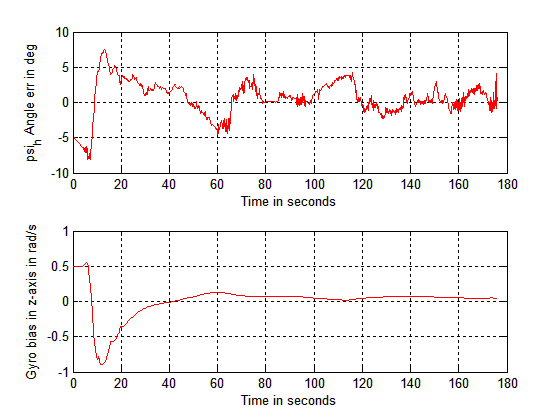 10
5
0
-5
-10
psi_h Angle err in deg
0 20 40 60 80 100 120 140 160 180
Time in seconds
1
0.5
0
-0.5
-1
Gyro bias in z-axis in rad/s
0 20 40 60 80 100 120 140 160 180
Time in seconds